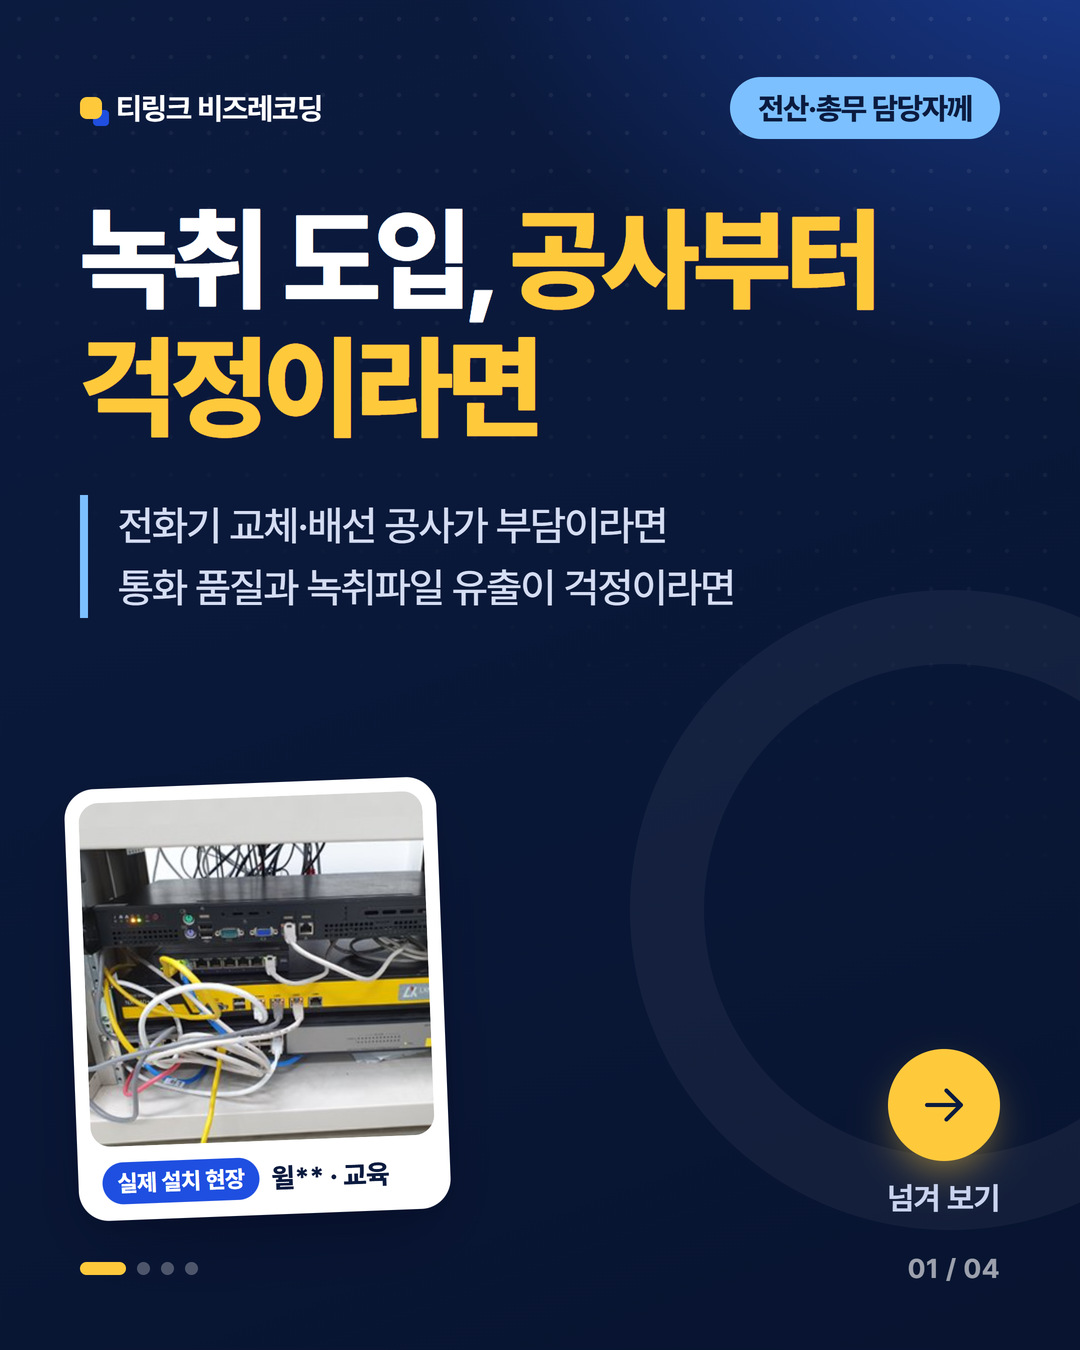 티링크 비즈레코딩
전산·총무 담당자께
녹취 도입, 공사부터
걱정이라면
전화기 교체·배선 공사가 부담이라면
통화 품질과 녹취파일 유출이 걱정이라면
실제 설치 현장
윌** · 교육
넘겨 보기
01 / 04